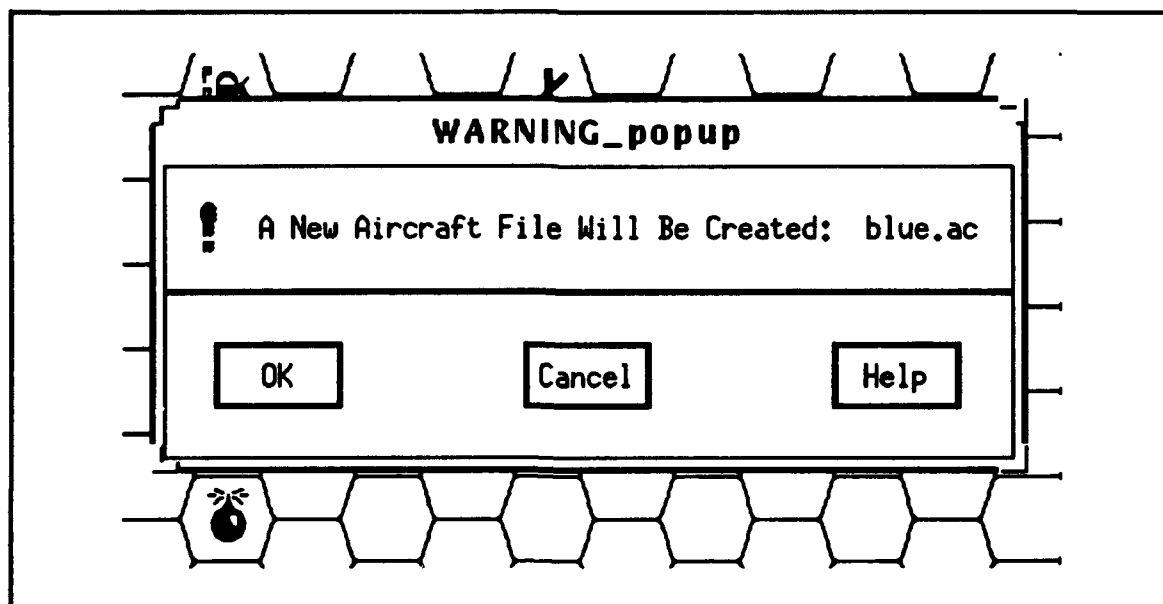 WARNING_popup
A New Aircraft File Will Be Created: blue.ac
OK
Cancel
Help